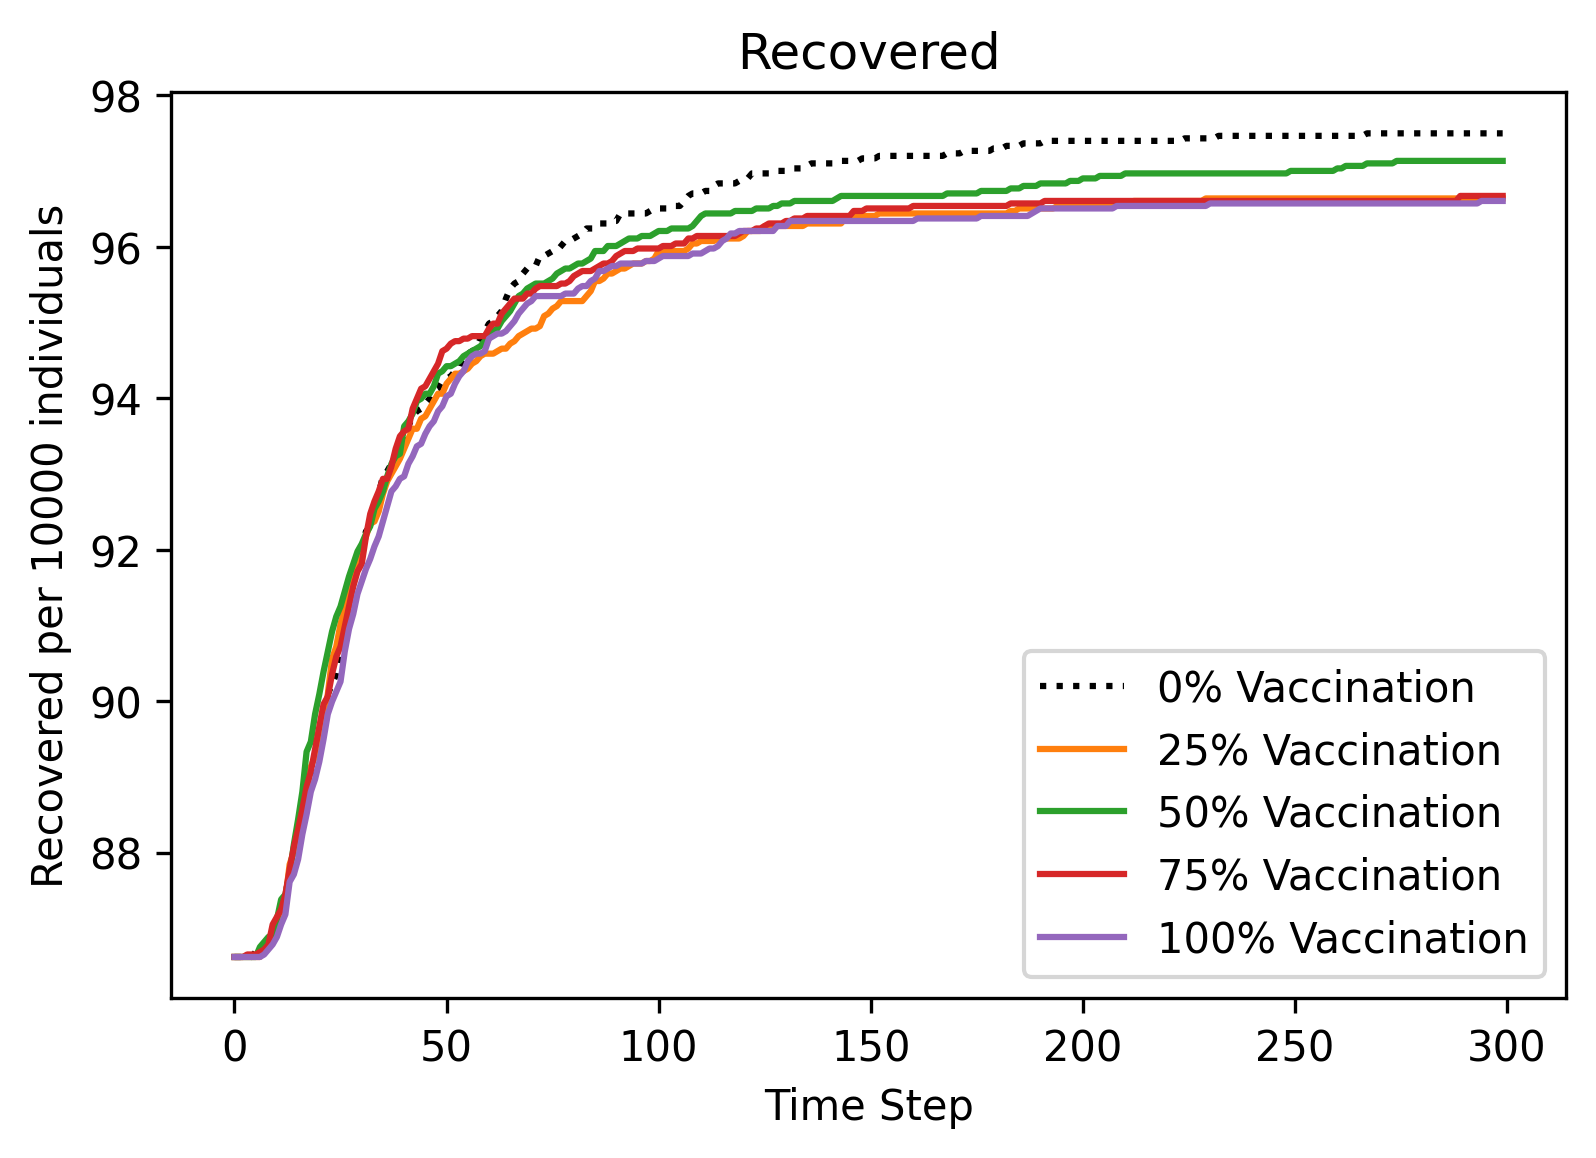 Recovered
Recovered per 10000 individuals
98
96
94
92
90
88
0% Vaccination
25% Vaccination
50% Vaccination
75% Vaccination
100% Vaccination
0 50 100 150 200 250 300
Time Step